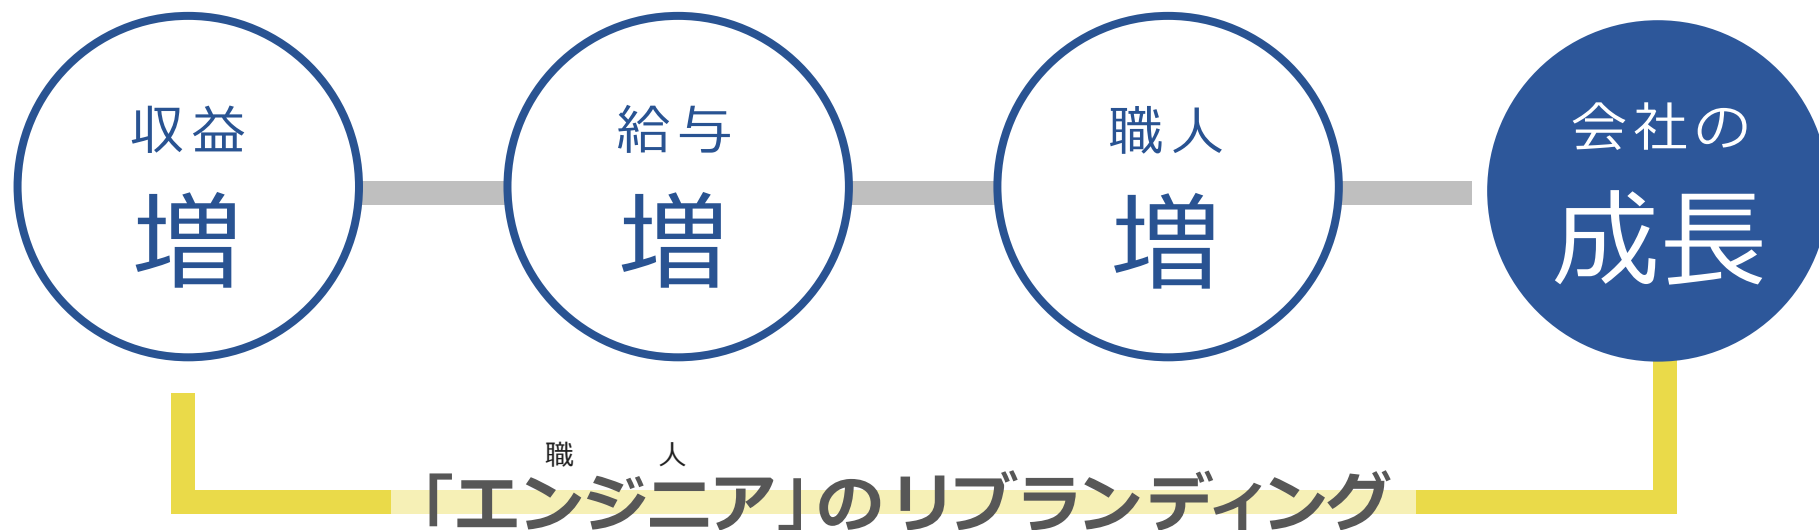 収益
増
給与
増
職人
増
会社の
成長
職人
「エンジニア」のリブランディング